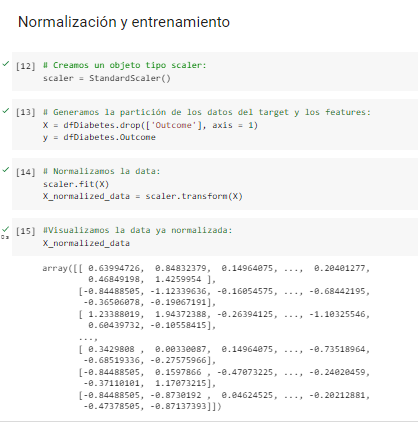 Normalización y entrenamiento
[12] # Creamos un objeto tipo scaler:
scaler = StandardScaler()
[13] # Generamos la partición de los datos del target y los features:
X = dfDiabetes.drop(['Outcome'], axis = 1)
y = dfDiabetes.Outcome
[14] # Normalizamos la data:
scaler.fit(X)
X_normalized_data = scaler.transform(X)
[15] #Visualizamos la data ya normalizada:
0 s
X_normalized_data
array([[ 0.63994726, 0.84832379, 0.14964075, ..., 0.20401277,
0.46849198, 1.4259954 ],
[-0.84488505, -1.12339636, -0.16054575, ..., -0.68442195,
-0.36506078, -0.19067191],
[ 1.23388019, 1.94372388, -0.26394125, ..., -1.10325546,
0.60439732, -0.10558415],
...,
[ 0.3429808 , 0.00330087, 0.14964075, ..., -0.73518964,
-0.68519336, -0.27575966],
[-0.84488505, 0.1597866 , -0.47073225, ..., -0.24020459,
-0.37110101, 1.17073215],
[-0.84488505, -0.8730192 , 0.04624525, ..., -0.20212881,
-0.47378505, -0.87137393]])